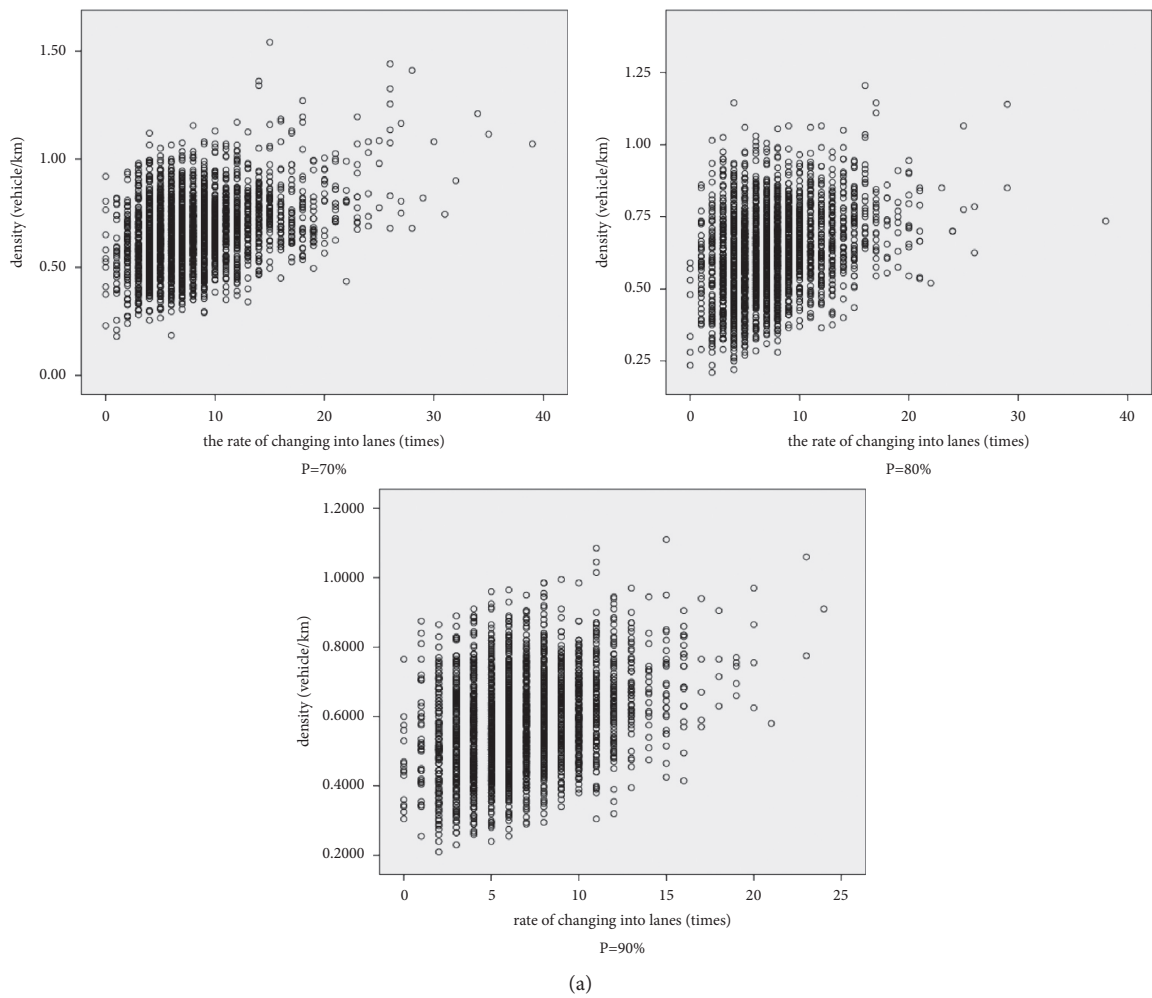 1.50
1.00
0.50
0.00
density (vehicle/km)
0 10 20 30 40
the rate of changing into lanes (times)
P=70%
1.25
1.00
0.75
0.50
0.25
density (vehicle/km)
0 10 20 30 40
the rate of changing into lanes (times)
P=80%
1.2000
1.0000
0.8000
0.6000
0.4000
0.2000
density (vehicle/km)
0 5 10 15 20 25
rate of changing into lanes (times)
P=90%
(a)